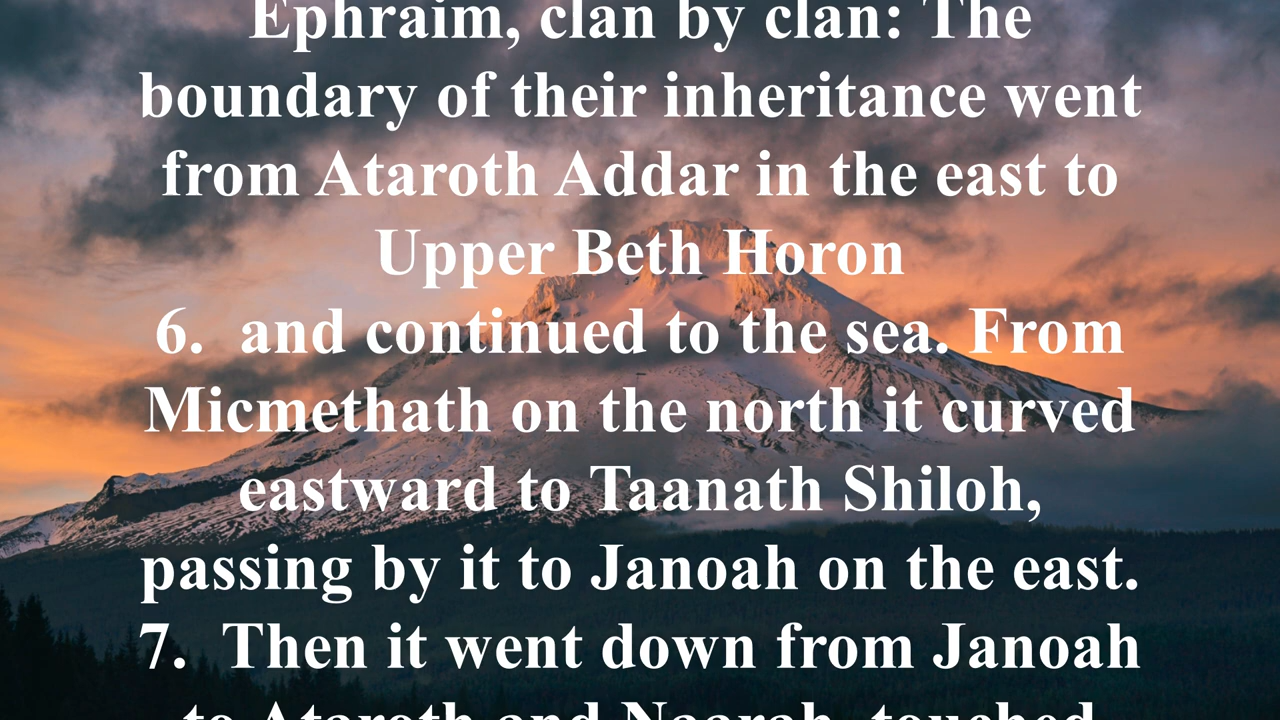 Ephraim, clan by clan: The
boundary of their inheritance went
from Ataroth Addar in the east to
Upper Beth Horon
6.  and continued to the sea. From
Micmethath on the north it curved
eastward to Taanath Shiloh,
passing by it to Janoah on the east.
7.  Then it went down from Janoah
to Ataroth and Naarah, touched